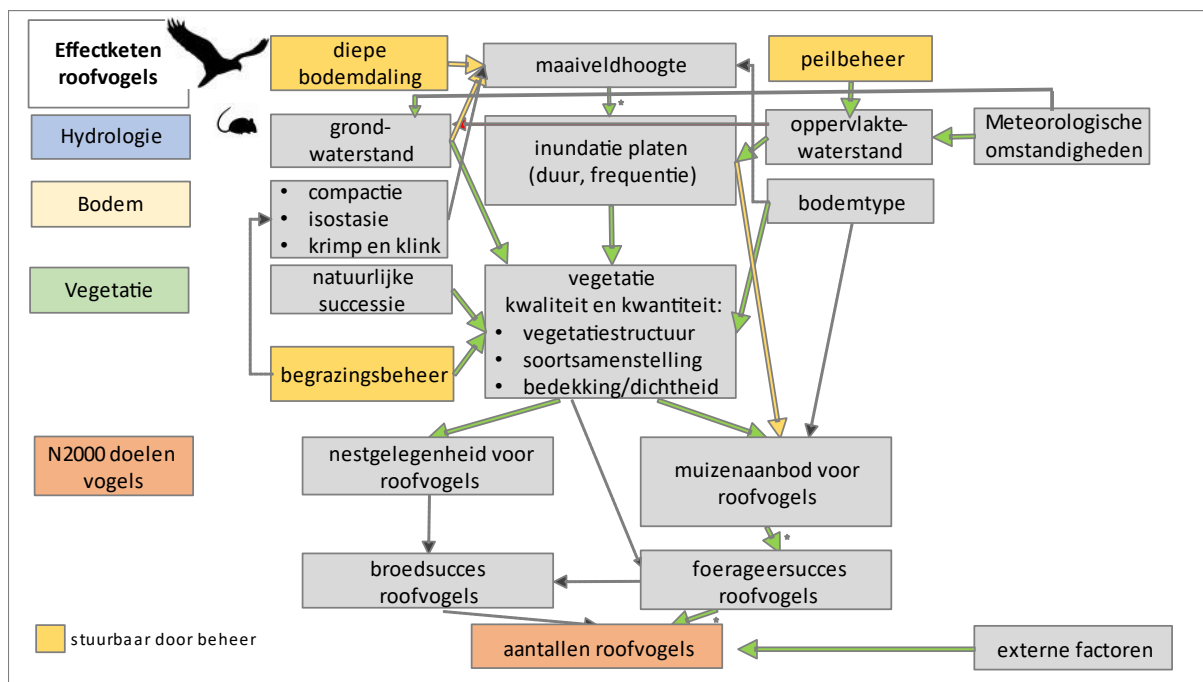 Effectketen
roofvogels
diepe
bodemdaling
maaiveldhoogte
peilbeheer
Hydrologie
grond-
waterstand
*
inundatie platen
(duur, frequentie)
oppervlakte-
waterstand
Meteorologische
omstandigheden
Bodem
• compactie
• isostasie
• krimp en klink
bodemtype
Vegetatie
natuurlijke
successie
vegetatie
kwaliteit en kwantiteit:
• vegetatiestructuur
• soortsamenstelling
• bedekking/dichtheid
begrazingsbeheer
N2000 doelen
vogels
nestgelegenheid voor
roofvogels
muizenaanbod voor
roofvogels
*
broedsucces
roofvogels
foerageersucces
roofvogels
*
stuurbaar door beheer
aantallen roofvogels
externe factoren